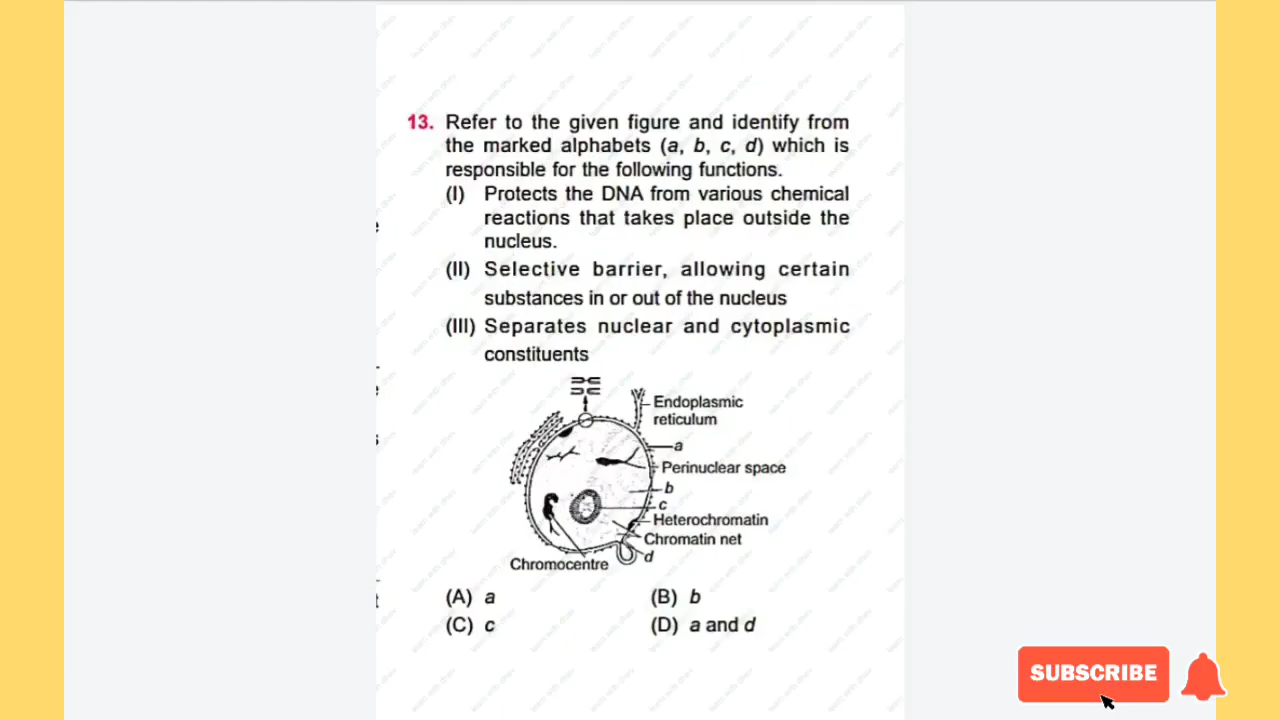 13. Refer to the given figure and identify from
the marked alphabets (a, b, c, d) which is
responsible for the following functions.
(I) Protects the DNA from various chemical
reactions that takes place outside the
nucleus.
(II) Selective barrier, allowing certain
substances in or out of the nucleus
(III) Separates nuclear and cytoplasmic
constituents
Endoplasmic
reticulum
a
Perinuclear space
b
c
Heterochromatin
Chromatin net
d
Chromocentre
(A) a
(B) b
(C) c
(D) a and d
SUBSCRIBE